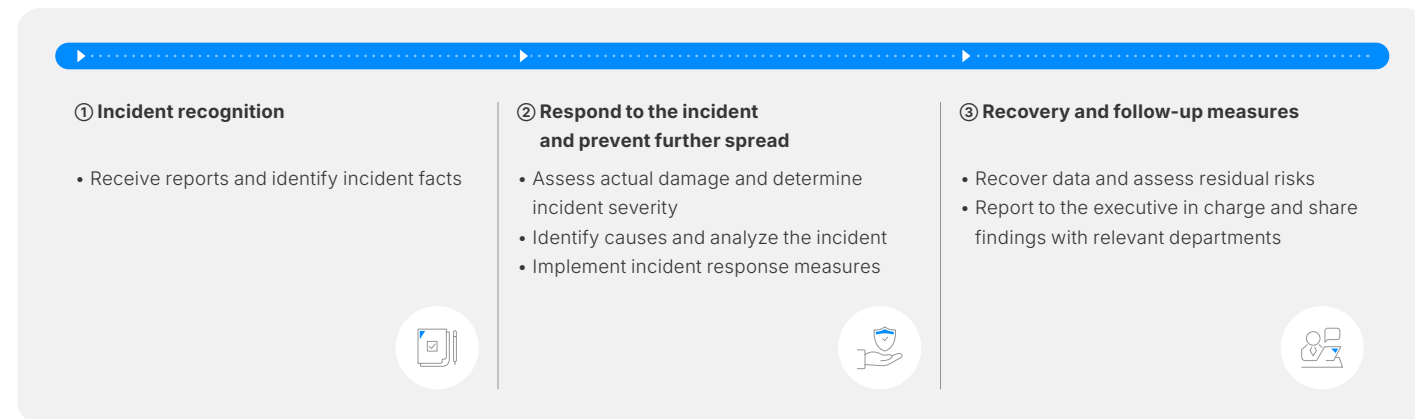 ① Incident recognition
• Receive reports and identify incident facts
② Respond to the incident
and prevent further spread
• Assess actual damage and determine
incident severity
• Identify causes and analyze the incident
• Implement incident response measures
③ Recovery and follow-up measures
• Recover data and assess residual risks
• Report to the executive in charge and share
findings with relevant departments